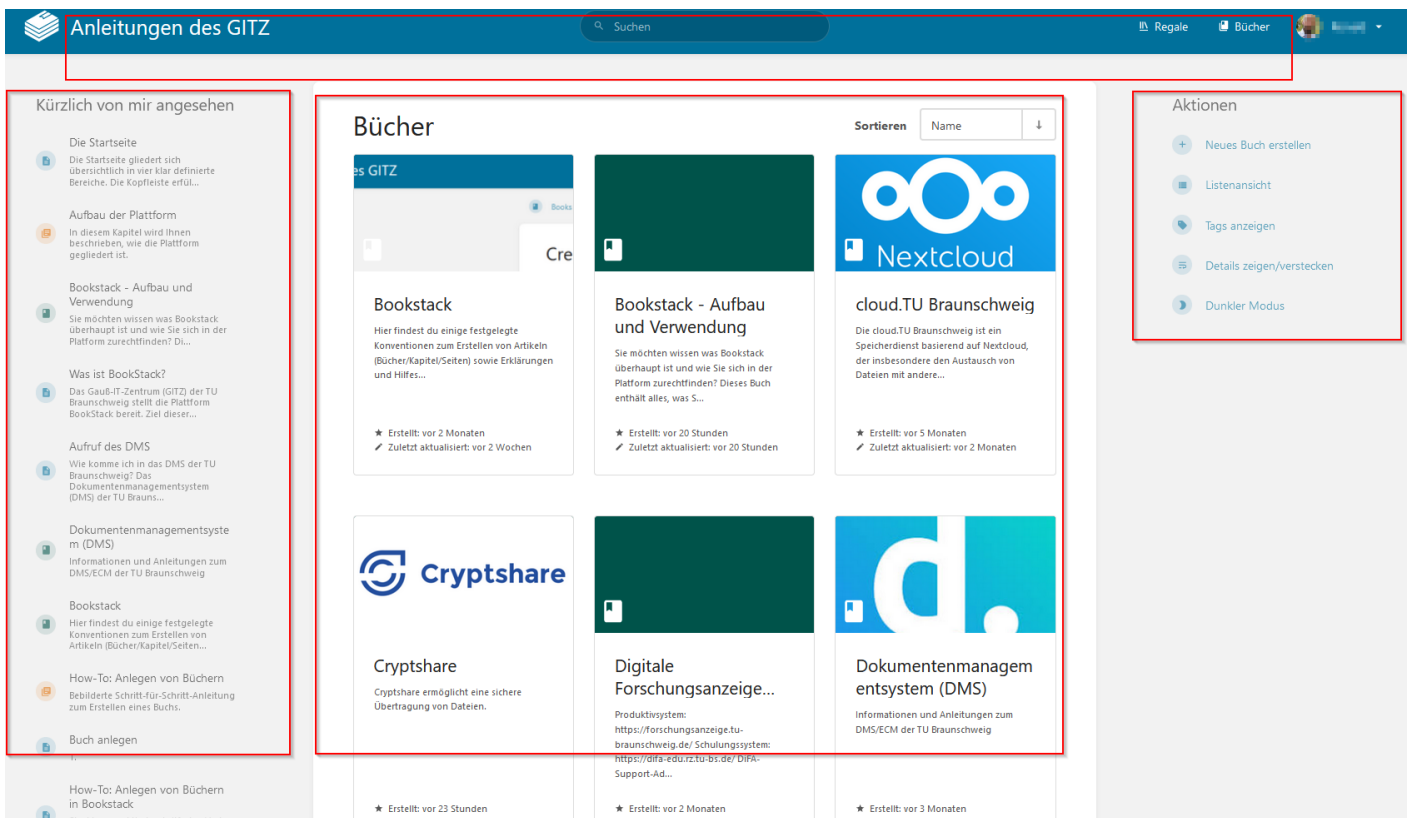 Anleitungen des GITZ
Suchen
Regale
Bücher
Kürzlich von mir angesehen
Die Startseite
Die Startseite gliedert sich
übersichtlich in vier klar definierte
Bereiche. Die Kopfleiste erfül...
Aufbau der Plattform
In diesem Kapitel wird Ihnen
beschrieben, wie die Plattform
gegliedert ist.
Bookstack - Aufbau und
Verwendung
Sie möchten wissen was Bookstack
überhaupt ist und wie Sie sich in der
Platform zurechtfinden? Di...
Was ist BookStack?
Das Gauß-IT-Zentrum (GITZ) der TU
Braunschweig stellt die Plattform
BookStack bereit. Ziel dieser...
Aufruf des DMS
Wie komme ich in das DMS der TU
Braunschweig? Das
Dokumentenmanagementsystem
(DMS) der TU Brauns...
Dokumentenmanagementsyste
m (DMS)
Informationen und Anleitungen zum
DMS/ECM der TU Braunschweig
Bookstack
Hier findest du einige festgelegte
Konventionen zum Erstellen von
Artikeln (Bücher/Kapitel/Seiten...
How-To: Anlegen von Büchern
Bebilderte Schritt-für-Schritt-Anleitung
zum Erstellen eines Buchs.
Buch anlegen
1.
How-To: Anlegen von Büchern
in Bookstack
Bücher
Sortieren
Name
es GITZ
Books
Cre
Bookstack
Hier findest du einige festgelegte
Konventionen zum Erstellen von Artikeln
(Bücher/Kapitel/Seiten) sowie Erklärungen
und Hilfes...
Erstellt: vor 2 Monaten
Zuletzt aktualisiert: vor 2 Wochen
Bookstack - Aufbau
und Verwendung
Sie möchten wissen was Bookstack
überhaupt ist und wie Sie sich in der
Platform zurechtfinden? Dieses Buch
enthält alles, was S...
Erstellt: vor 20 Stunden
Zuletzt aktualisiert: vor 20 Stunden
Nextcloud
cloud.TU Braunschweig
Die cloud.TU Braunschweig ist ein
Speicherdienst basierend auf Nextcloud,
der insbesondere den Austausch von
Dateien mit andere...
Erstellt: vor 5 Monaten
Zuletzt aktualisiert: vor 2 Monaten
Cryptshare
Cryptshare
Cryptshare ermöglicht eine sichere
Übertragung von Dateien.
Erstellt: vor 23 Stunden
Digitale
Forschungsanzeige...
Produktivsystem:
https://forschungsanzeige.tu-
braunschweig.de/ Schulungssystem:
https://difa-edu.rz.tu-bs.de/ DiFA-
Support-Ad...
Erstellt: vor 2 Monaten
d.
Dokumentenmanagem
entsystem (DMS)
Informationen und Anleitungen zum
DMS/ECM der TU Braunschweig
Erstellt: vor 3 Monaten
Aktionen
Neues Buch erstellen
Listenansicht
Tags anzeigen
Details zeigen/verstecken
Dunkler Modus